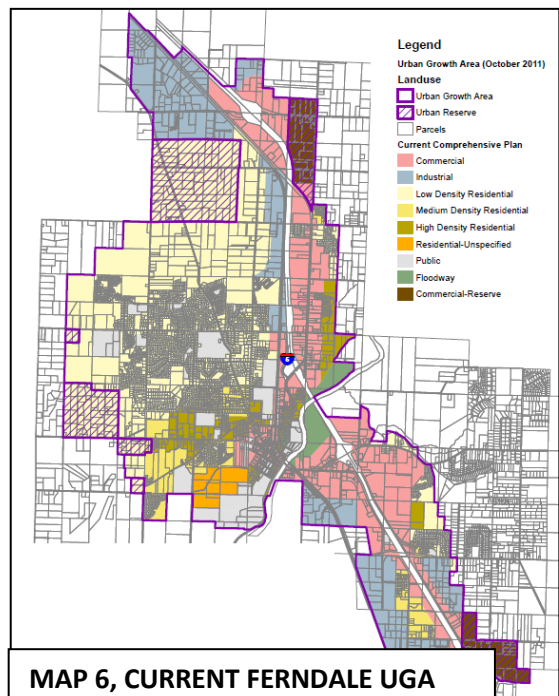 Legend
Urban Growth Area (October 2011)
Landuse
Urban Growth Area
Urban Reserve
Parcels
Current Comprehensive Plan
Commercial
Industrial
Low Density Residential
Medium Density Residential
High Density Residential
Residential-Unspecified
Public
Floodway
Commercial-Reserve
MAP 6, CURRENT FERNDALE UGA